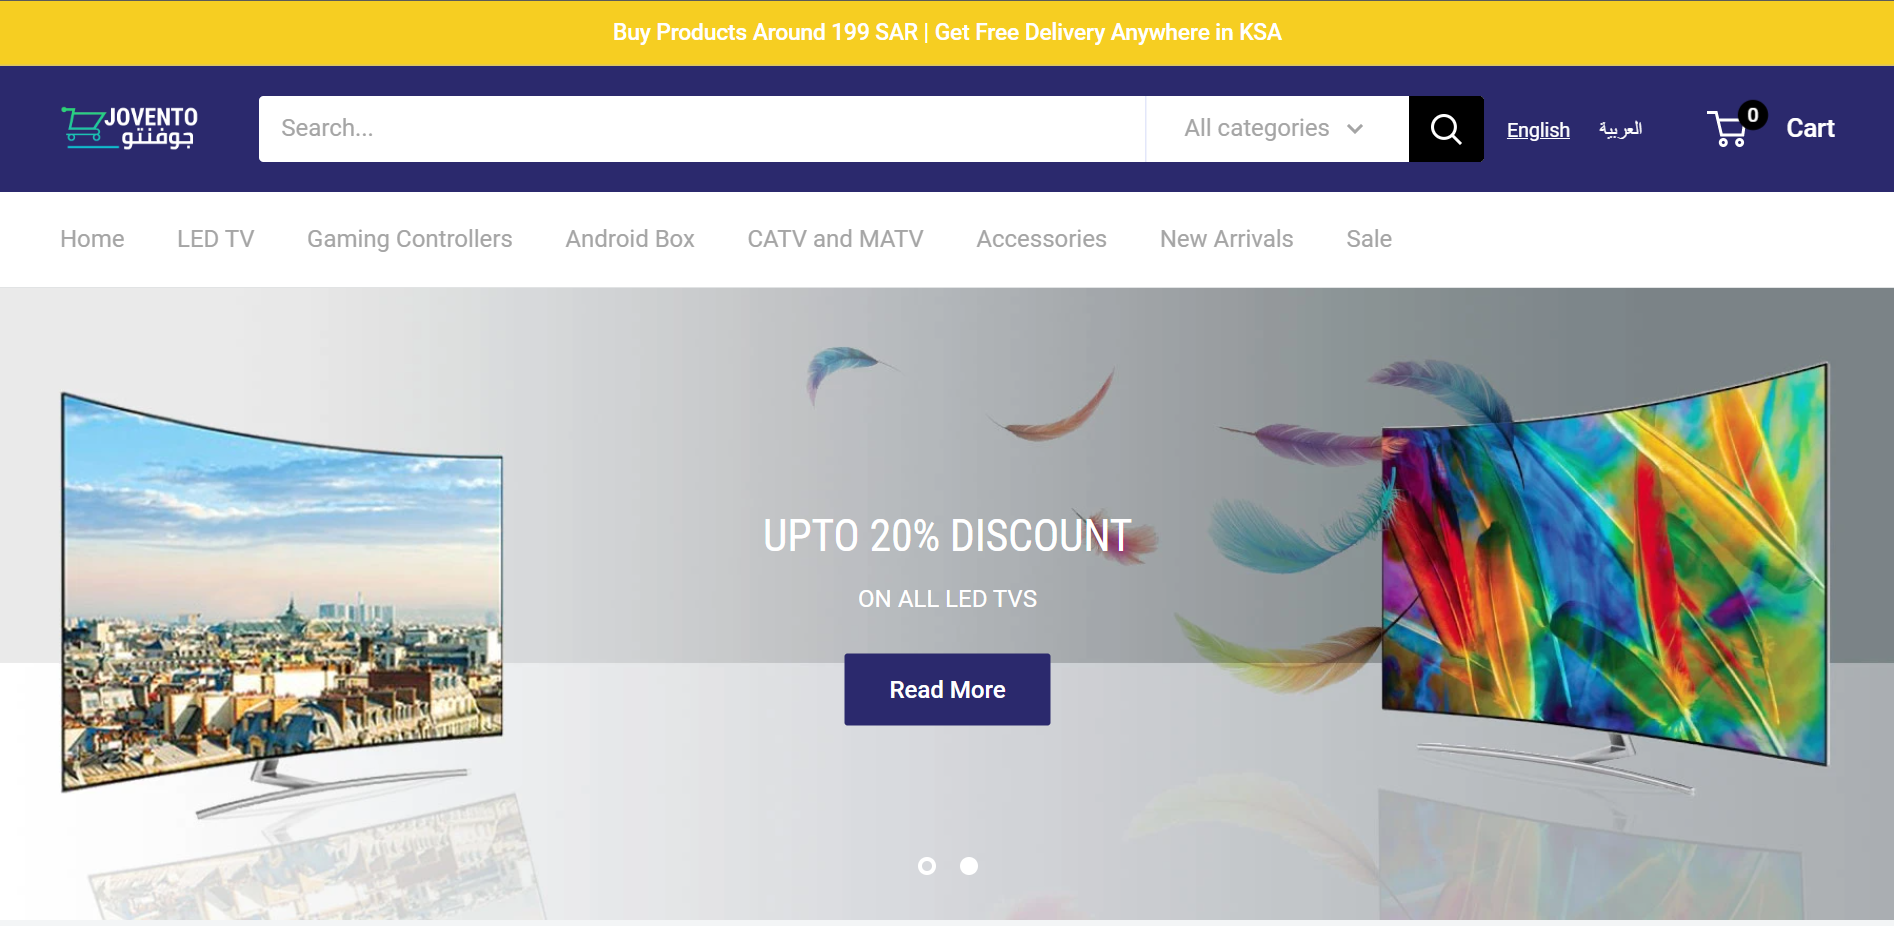 Buy Products Around 199 SAR | Get Free Delivery Anywhere in KSA
JOVENTO
جوفنتو
Search...
All categories
English
العربية
0
Cart
Home
LED TV
Gaming Controllers
Android Box
CATV and MATV
Accessories
New Arrivals
Sale
UPTO 20% DISCOUNT
ON ALL LED TVS
Read More